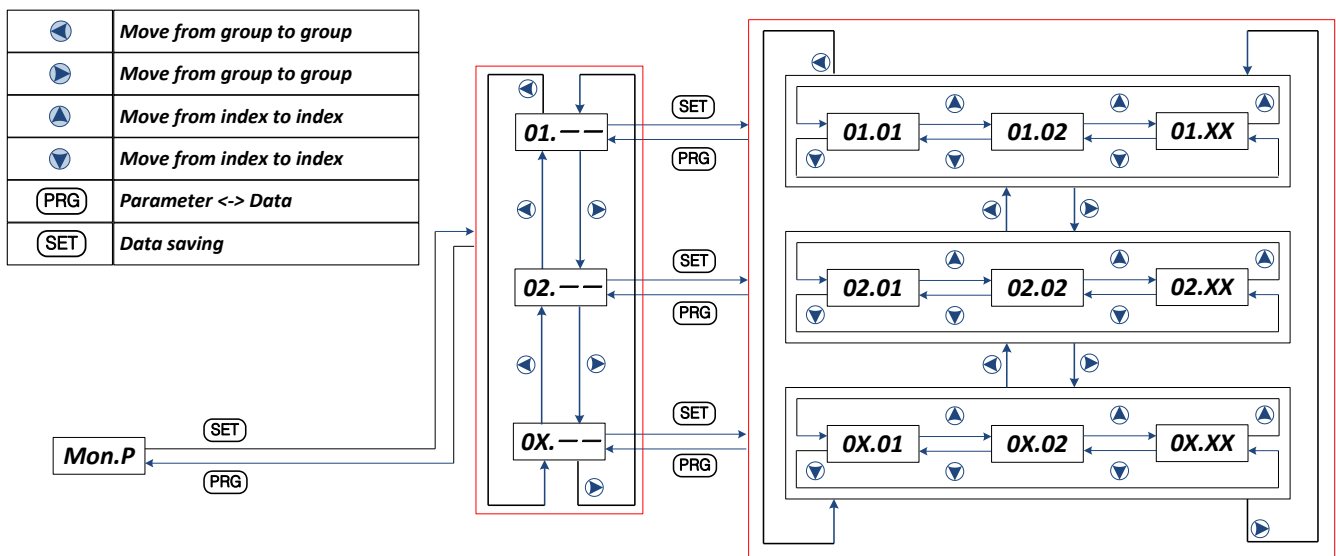 Move from group to group
Move from group to group
Move from index to index
Move from index to index
PRG Parameter <-> Data
SET Data saving
Mon.P
SET
PRG
01.——
02.——
0X.——
SET
PRG
SET
PRG
SET
PRG
01.01 01.02 01.XX
02.01 02.02 02.XX
0X.01 0X.02 0X.XX